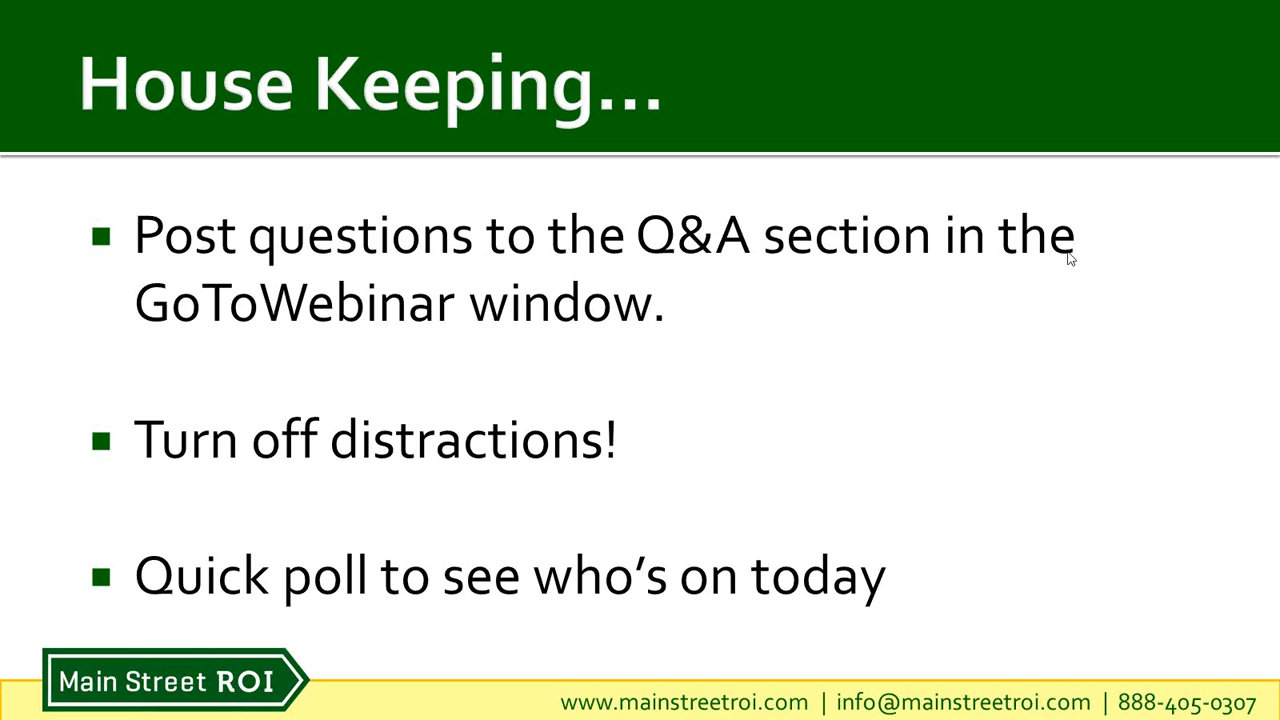 House Keeping...
Post questions to the Q&A section in the
GoToWebinar window.
Turn off distractions!
Quick poll to see who's on today
Main Street ROI
www.mainstreetroi.com | info@mainstreetroi.com | 888-405-0307